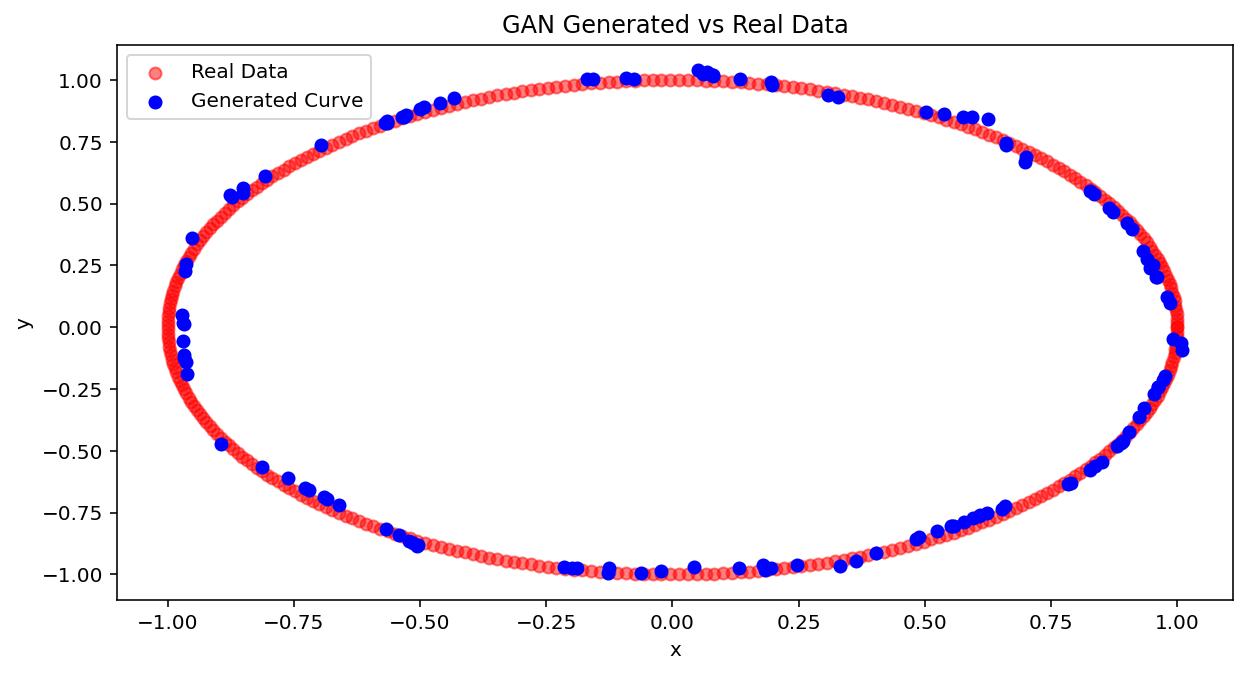 GAN Generated vs Real Data
Real Data
Generated Curve
1.00
0.75
0.50
0.25
0.00
−0.25
−0.50
−0.75
−1.00
y
−1.00 −0.75 −0.50 −0.25 0.00 0.25 0.50 0.75 1.00
x